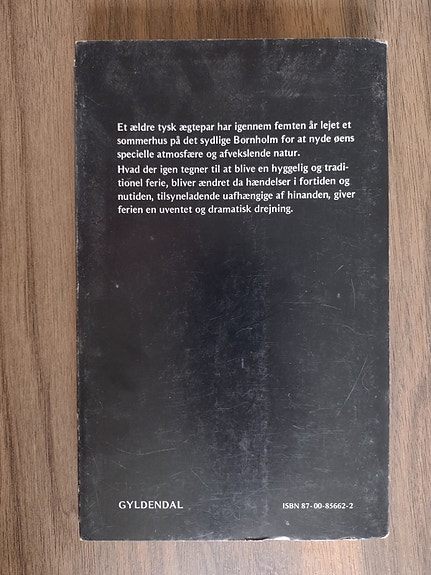 Et ældre tysk ægtepar har igennem femten år lejet et
sommerhus på det sydlige Bornholm for at nyde øens
specielle atmosfære og afvekslende natur.
Hvad der igen tegner til at blive en hyggelig og tradi-
tionel ferie, bliver ændret da hændelser i fortiden og
nutiden, tilsyneladende uafhængige af hinanden, giver
ferien en uventet og dramatisk drejning.
GYLDENDAL
ISBN 87-00-85662-2